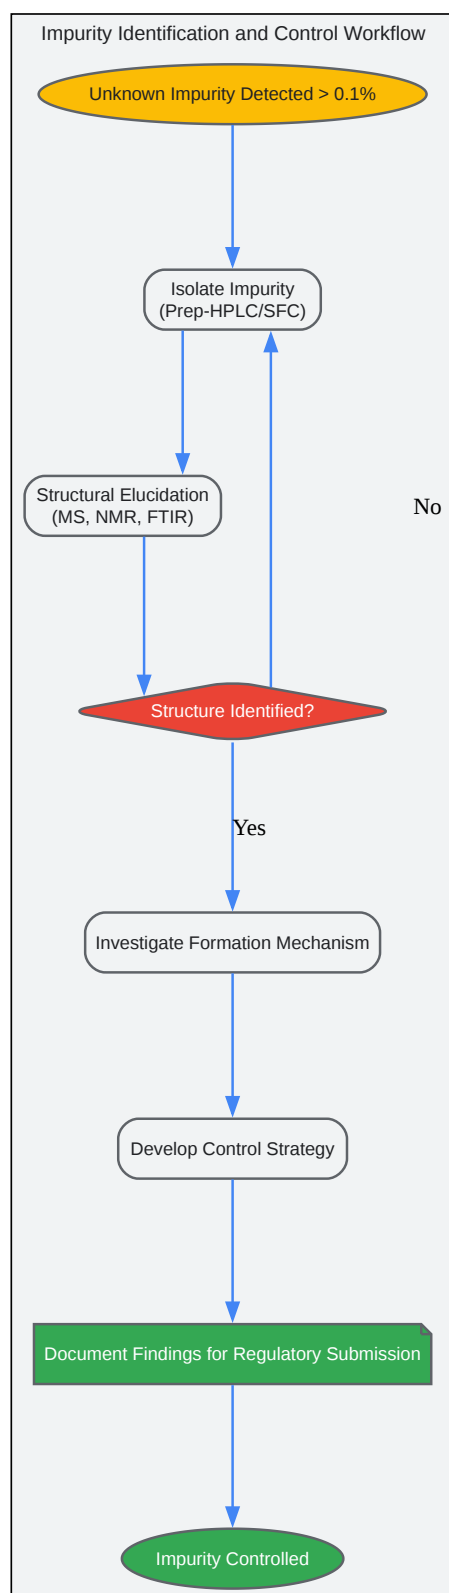 Impurity Identification and Control Workflow
Unknown Impurity Detected > 0.1%
Isolate Impurity
(Prep-HPLC/SFC)
Structural Elucidation
(MS, NMR, FTIR)
No
Structure Identified?
Yes
Investigate Formation Mechanism
Develop Control Strategy
Document Findings for Regulatory Submission
Impurity Controlled